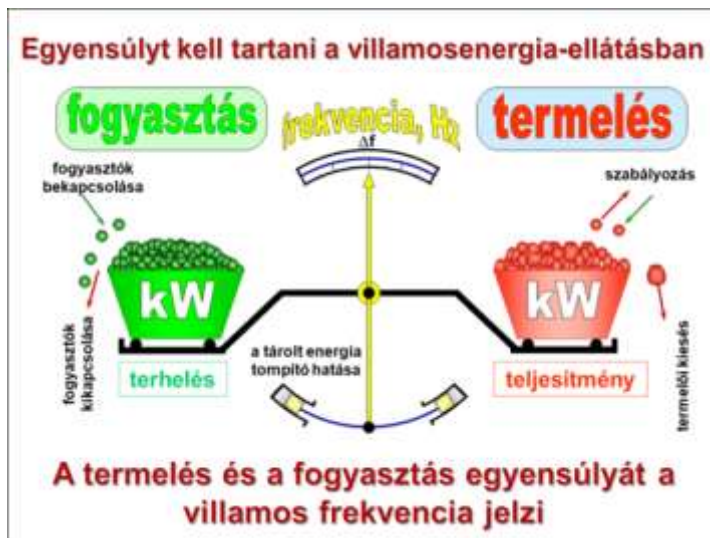 Egyensúlyt kell tartani a villamosenergia-ellátásban
fogyasztás
frekvencia, Hz
termelés
Δf
fogyasztók
bekapcsolása
szabályozás
kW
kW
fogyasztók
kikapcsolása
a tárolt energia
tompító hatása
termelői kiesés
terhelés
teljesítmény
A termelés és a fogyasztás egyensúlyát a
villamos frekvencia jelzi